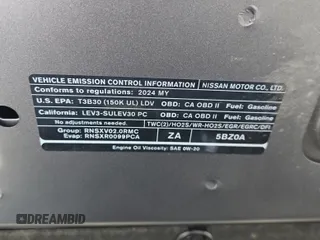 VEHICLE EMISSION CONTROL INFORMATION NISSAN MOTOR CO., LTD.
Conforms to regulations: 2024 MY
U.S. EPA: T3B30 (150K UL) LDV OBD: CA OBD II Fuel: Gasoline
California: LEV3-SULEV30 PC OBD: CA OBD II Fuel: Gasoline
No adjustments needed. TWC(2)/HO2S/WR-HO2S/EGR/EGRC/DFI
Group: RNSXV02.0RMC
Evap: RNSXR0099PCA ZA 5BZ0A
Engine Oil Viscosity: SAE 0W-20
DREAMBID